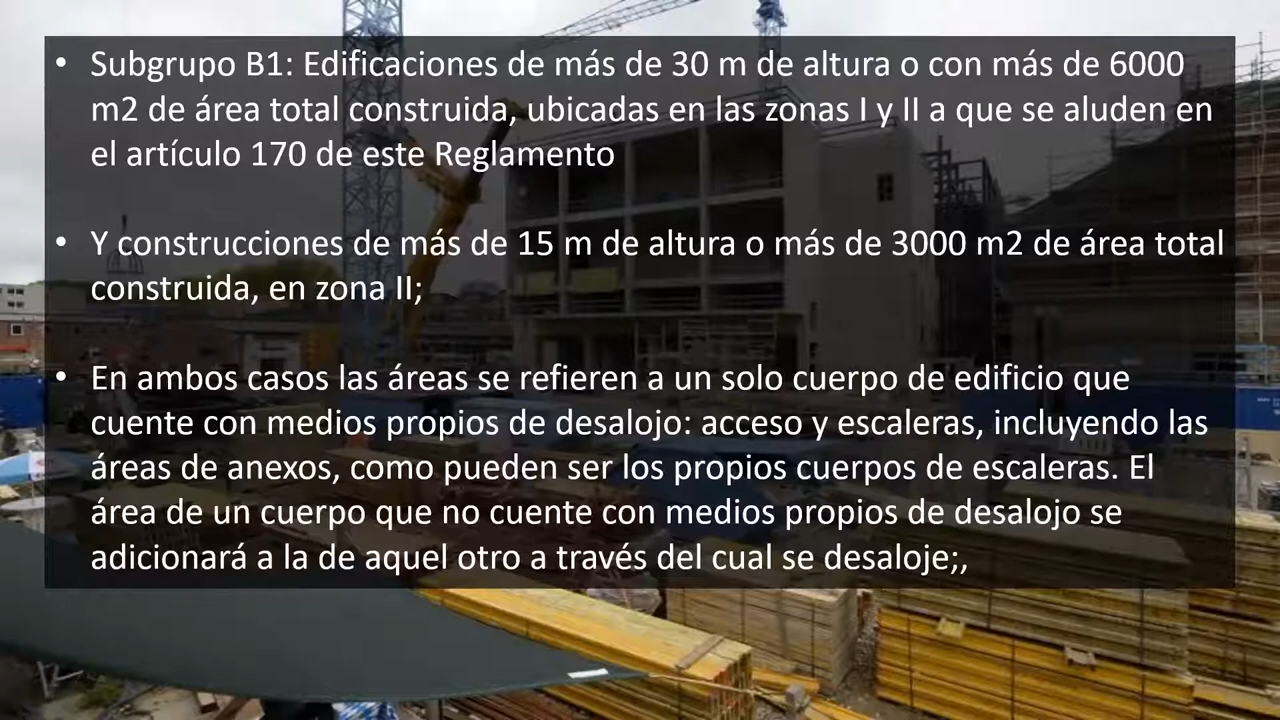 • Subgrupo B1: Edificaciones de más de 30 m de altura o con más de 6000
m2 de área total construida, ubicadas en las zonas I y II a que se aluden en
el artículo 170 de este Reglamento
• Y construcciones de más de 15 m de altura o más de 3000 m2 de área total
construida, en zona II;
• En ambos casos las áreas se refieren a un solo cuerpo de edificio que
cuente con medios propios de desalojo: acceso y escaleras, incluyendo las
áreas de anexos, como pueden ser los propios cuerpos de escaleras. El
área de un cuerpo que no cuente con medios propios de desalojo se
adicionará a la de aquel otro a través del cual se desaloje;,